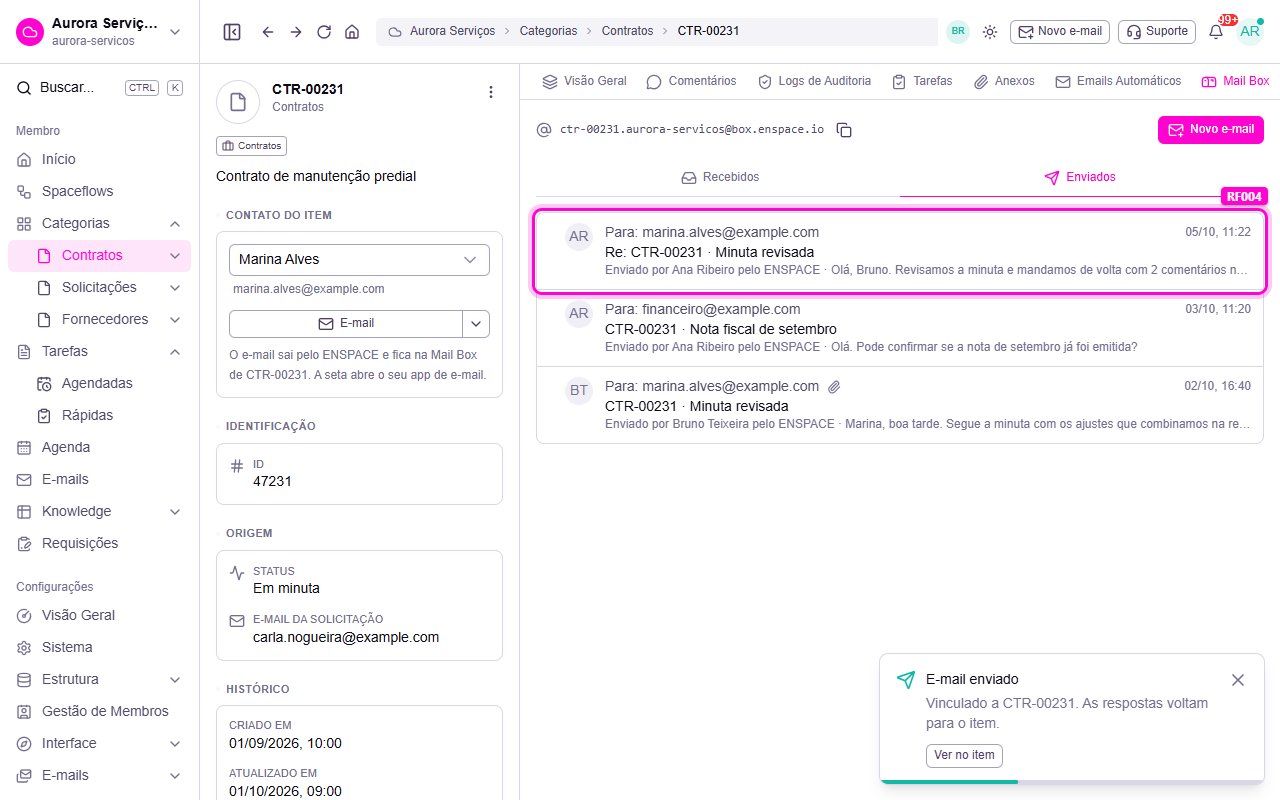 Aurora Serviç...
aurora-servicos
Aurora Serviços > Categorias > Contratos > CTR-00231
BR
Novo e-mail
Suporte
99+
AR
Buscar...
CTRL
K
Membro
Início
Spaceflows
Categorias
Contratos
Solicitações
Fornecedores
Tarefas
Agendadas
Rápidas
Agenda
E-mails
Knowledge
Requisições
Configurações
Visão Geral
Sistema
Estrutura
Gestão de Membros
Interface
E-mails
CTR-00231
Contratos
Contratos
Contrato de manutenção predial
CONTATO DO ITEM
Marina Alves
marina.alves@example.com
E-mail
O e-mail sai pelo ENSPACE e fica na Mail Box
de CTR-00231. A seta abre o seu app de e-mail.
IDENTIFICAÇÃO
ID
47231
ORIGEM
STATUS
Em minuta
E-MAIL DA SOLICITAÇÃO
carla.nogueira@example.com
HISTÓRICO
CRIADO EM
01/09/2026, 10:00
ATUALIZADO EM
01/10/2026, 09:00
Visão Geral
Comentários
Logs de Auditoria
Tarefas
Anexos
Emails Automáticos
Mail Box
@ ctr-00231.aurora-servicos@box.enspace.io
Novo e-mail
Recebidos
Enviados
RF004
AR
Para: marina.alves@example.com
05/10, 11:22
Re: CTR-00231 · Minuta revisada
Enviado por Ana Ribeiro pelo ENSPACE · Olá, Bruno. Revisamos a minuta e mandamos de volta com 2 comentários n...
AR
Para: financeiro@example.com
03/10, 11:20
CTR-00231 · Nota fiscal de setembro
Enviado por Ana Ribeiro pelo ENSPACE · Olá. Pode confirmar se a nota de setembro já foi emitida?
BT
Para: marina.alves@example.com
02/10, 16:40
CTR-00231 · Minuta revisada
Enviado por Bruno Teixeira pelo ENSPACE · Marina, boa tarde. Segue a minuta com os ajustes que combinamos na re...
E-mail enviado
Vinculado a CTR-00231. As respostas voltam
para o item.
Ver no item